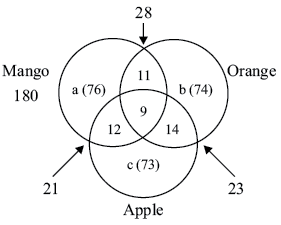 28
Mango
180
11
Orange
a (76)
b (74)
9
12
14
c (73)
21
23
Apple